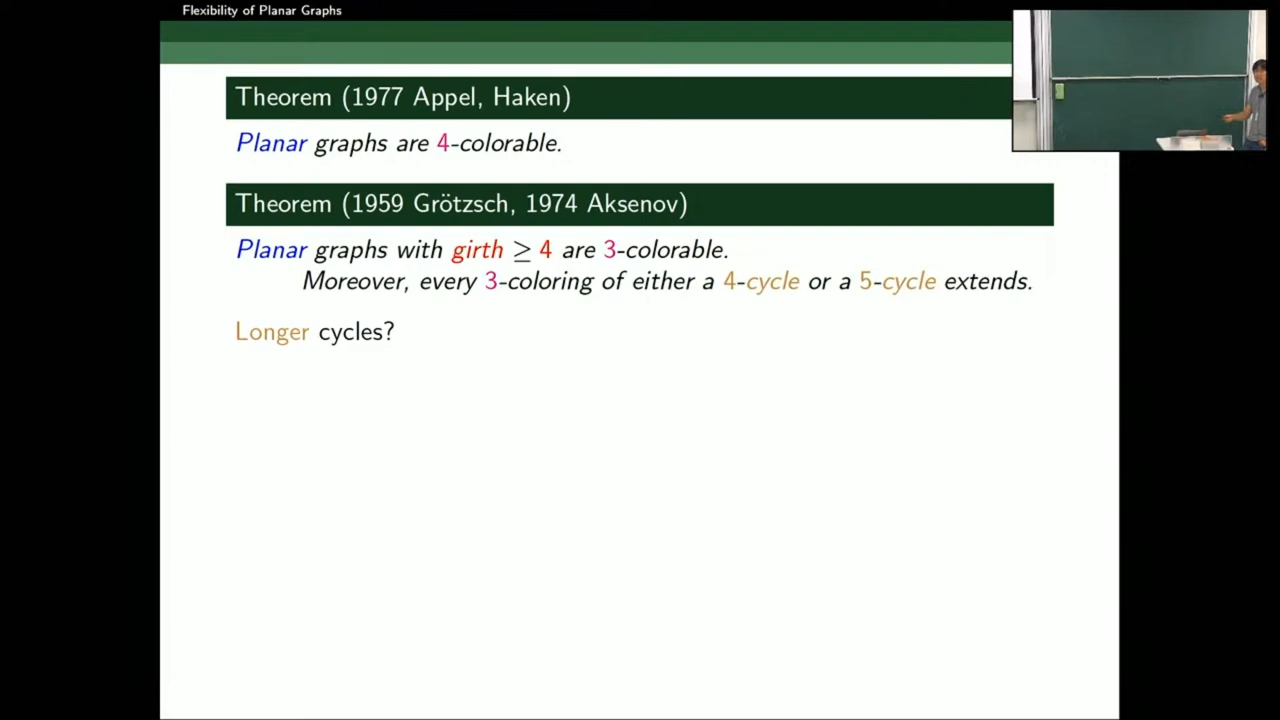 Flexibility of Planar Graphs
Theorem (1977 Appel, Haken)
Planar graphs are 4-colorable.
Theorem (1959 Grötzsch, 1974 Aksenov)
Planar graphs with girth ≥ 4 are 3-colorable.
Moreover, every 3-coloring of either a 4-cycle or a 5-cycle extends.
Longer cycles?